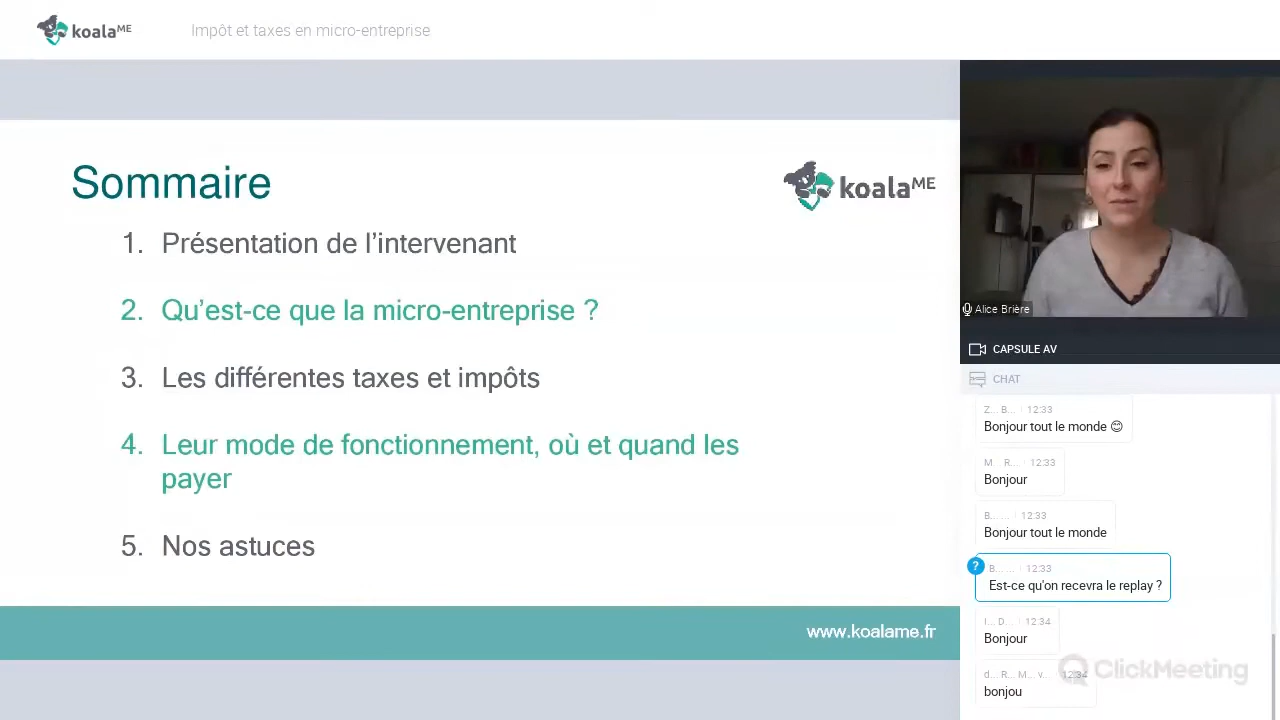 koalaME
Impôt et taxes en micro-entreprise
Sommaire
koalaME
1. Présentation de l’intervenant
2. Qu’est-ce que la micro-entreprise ?
3. Les différentes taxes et impôts
4. Leur mode de fonctionnement, où et quand les
payer
5. Nos astuces
www.koalame.fr
Alice Brière
CAPSULE AV
CHAT
Z... B... 12:33
Bonjour tout le monde 😊
M... R... 12:33
Bonjour
B... ... 12:33
Bonjour tout le monde
?
B... ... 12:33
Est-ce qu'on recevra le replay ?
I... D... 12:34
Bonjour
d... R... M... v... 12:34
bonjou
ClickMeeting